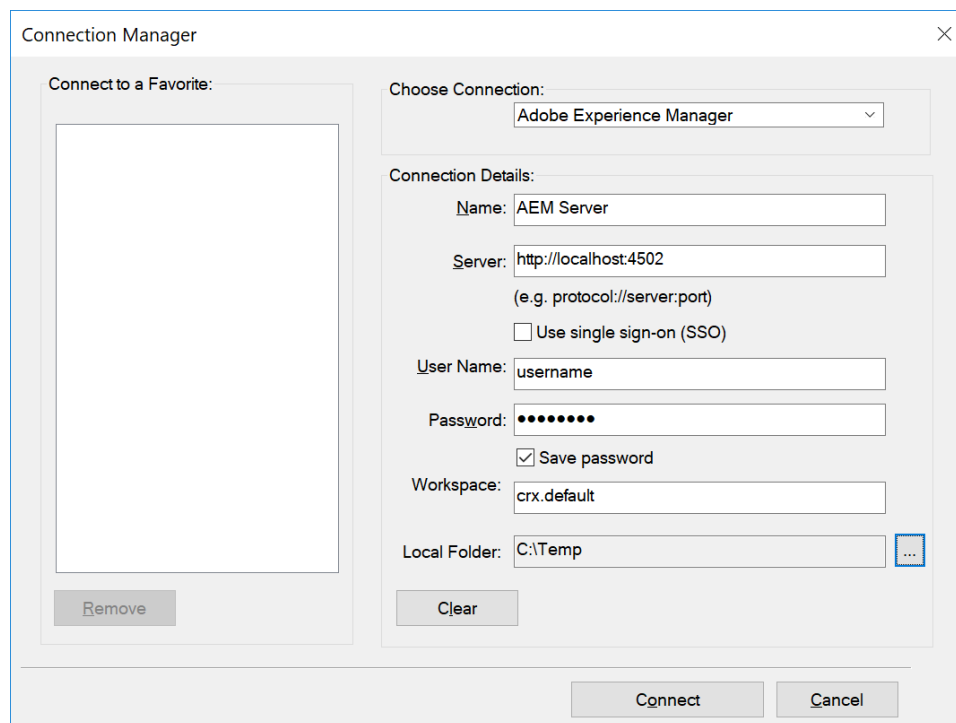 Connection Manager
Connect to a Favorite:
Remove
Choose Connection:
Adobe Experience Manager
Connection Details:
Name: AEM Server
Server: http://localhost:4502
(e.g. protocol://server:port)
Use single sign-on (SSO)
User Name: username
Password: ●●●●●●●●
Save password
Workspace: crx.default
Local Folder: C:\Temp ...
Clear
Connect Cancel